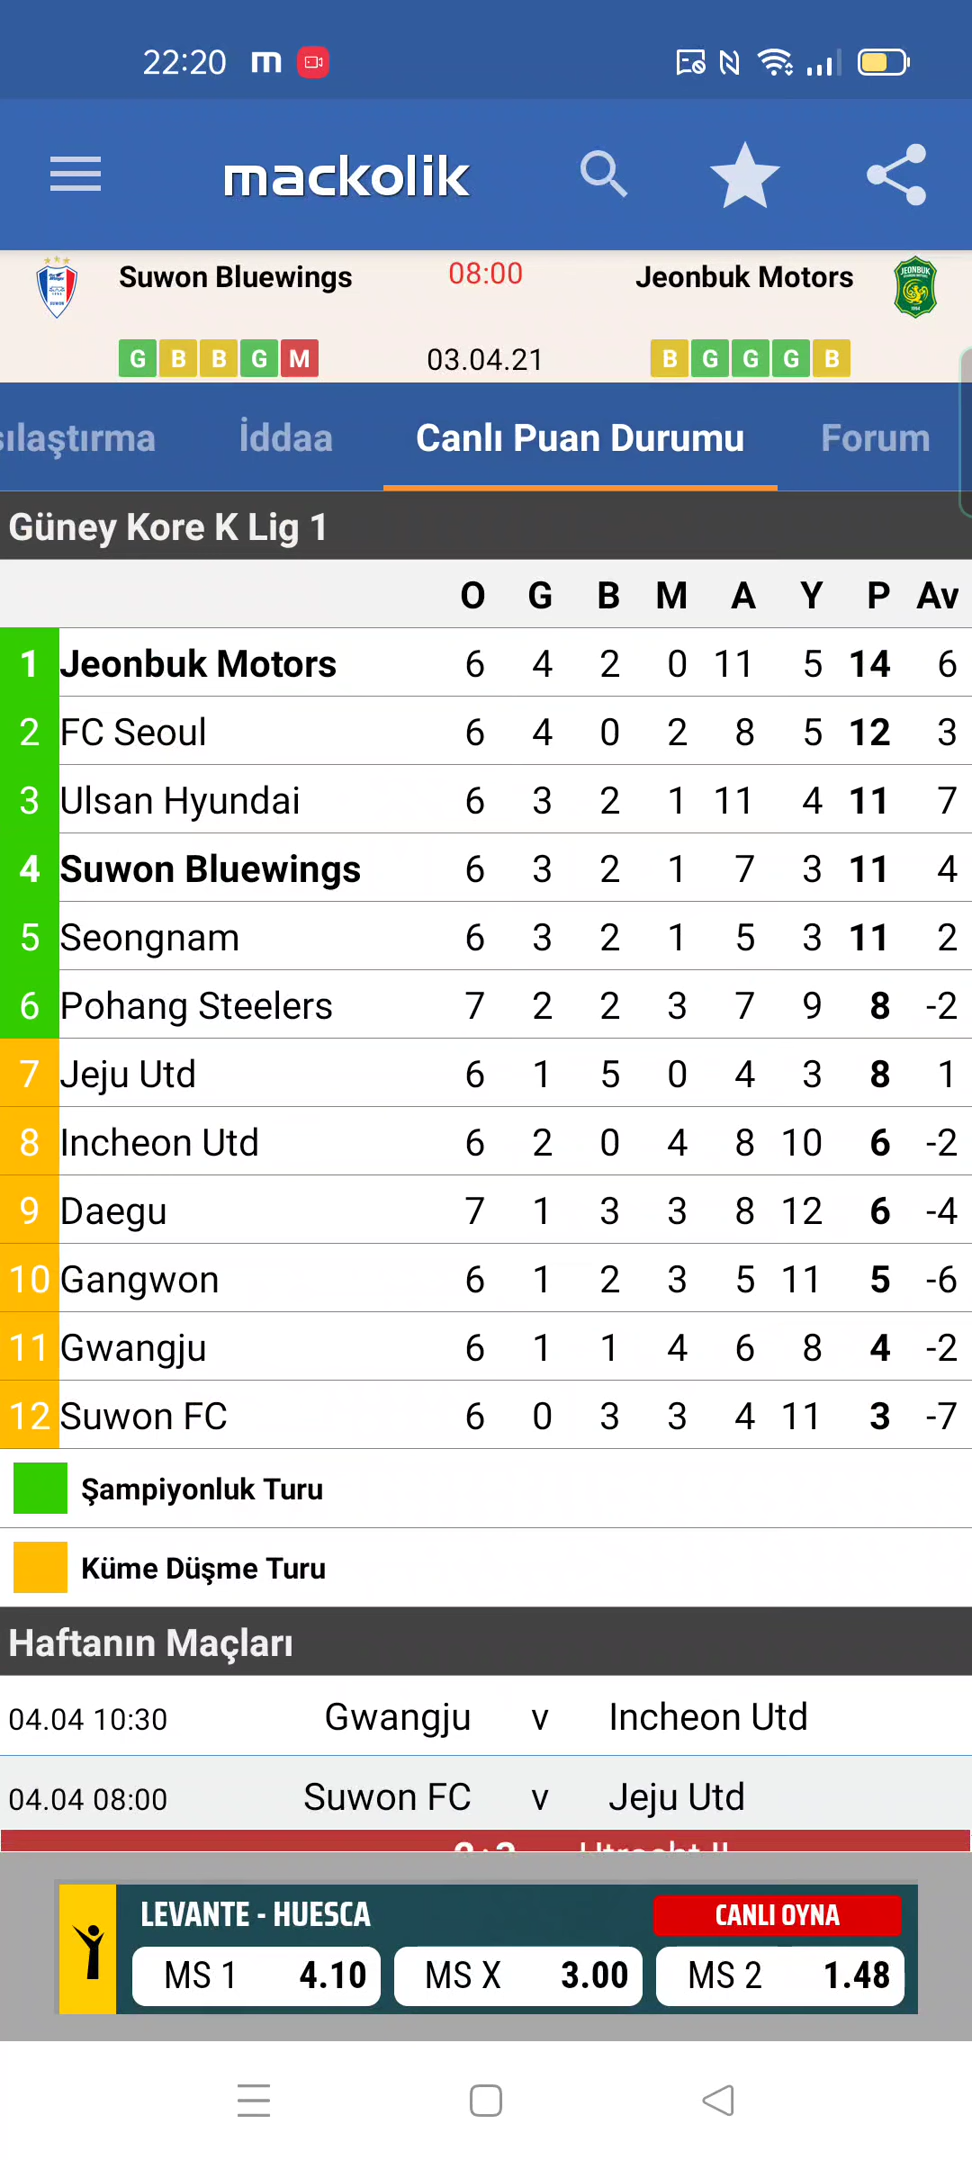 22:20 m
mackolik
Suwon Bluewings 08:00 Jeonbuk Motors
G B B G M 03.04.21 B G G G B
sılaştırma İddaa Canlı Puan Durumu Forum
Güney Kore K Lig 1
O G B M A Y P Av
1 Jeonbuk Motors 6 4 2 0 11 5 14 6
2 FC Seoul 6 4 0 2 8 5 12 3
3 Ulsan Hyundai 6 3 2 1 11 4 11 7
4 Suwon Bluewings 6 3 2 1 7 3 11 4
5 Seongnam 6 3 2 1 5 3 11 2
6 Pohang Steelers 7 2 2 3 7 9 8 -2
7 Jeju Utd 6 1 5 0 4 3 8 1
8 Incheon Utd 6 2 0 4 8 10 6 -2
9 Daegu 7 1 3 3 8 12 6 -4
10 Gangwon 6 1 2 3 5 11 5 -6
11 Gwangju 6 1 1 4 6 8 4 -2
12 Suwon FC 6 0 3 3 4 11 3 -7
Şampiyonluk Turu
Küme Düşme Turu
Haftanın Maçları
04.04 10:30 Gwangju v Incheon Utd
04.04 08:00 Suwon FC v Jeju Utd
LEVANTE - HUESCA CANLI OYNA
MS 1 4.10 MS X 3.00 MS 2 1.48